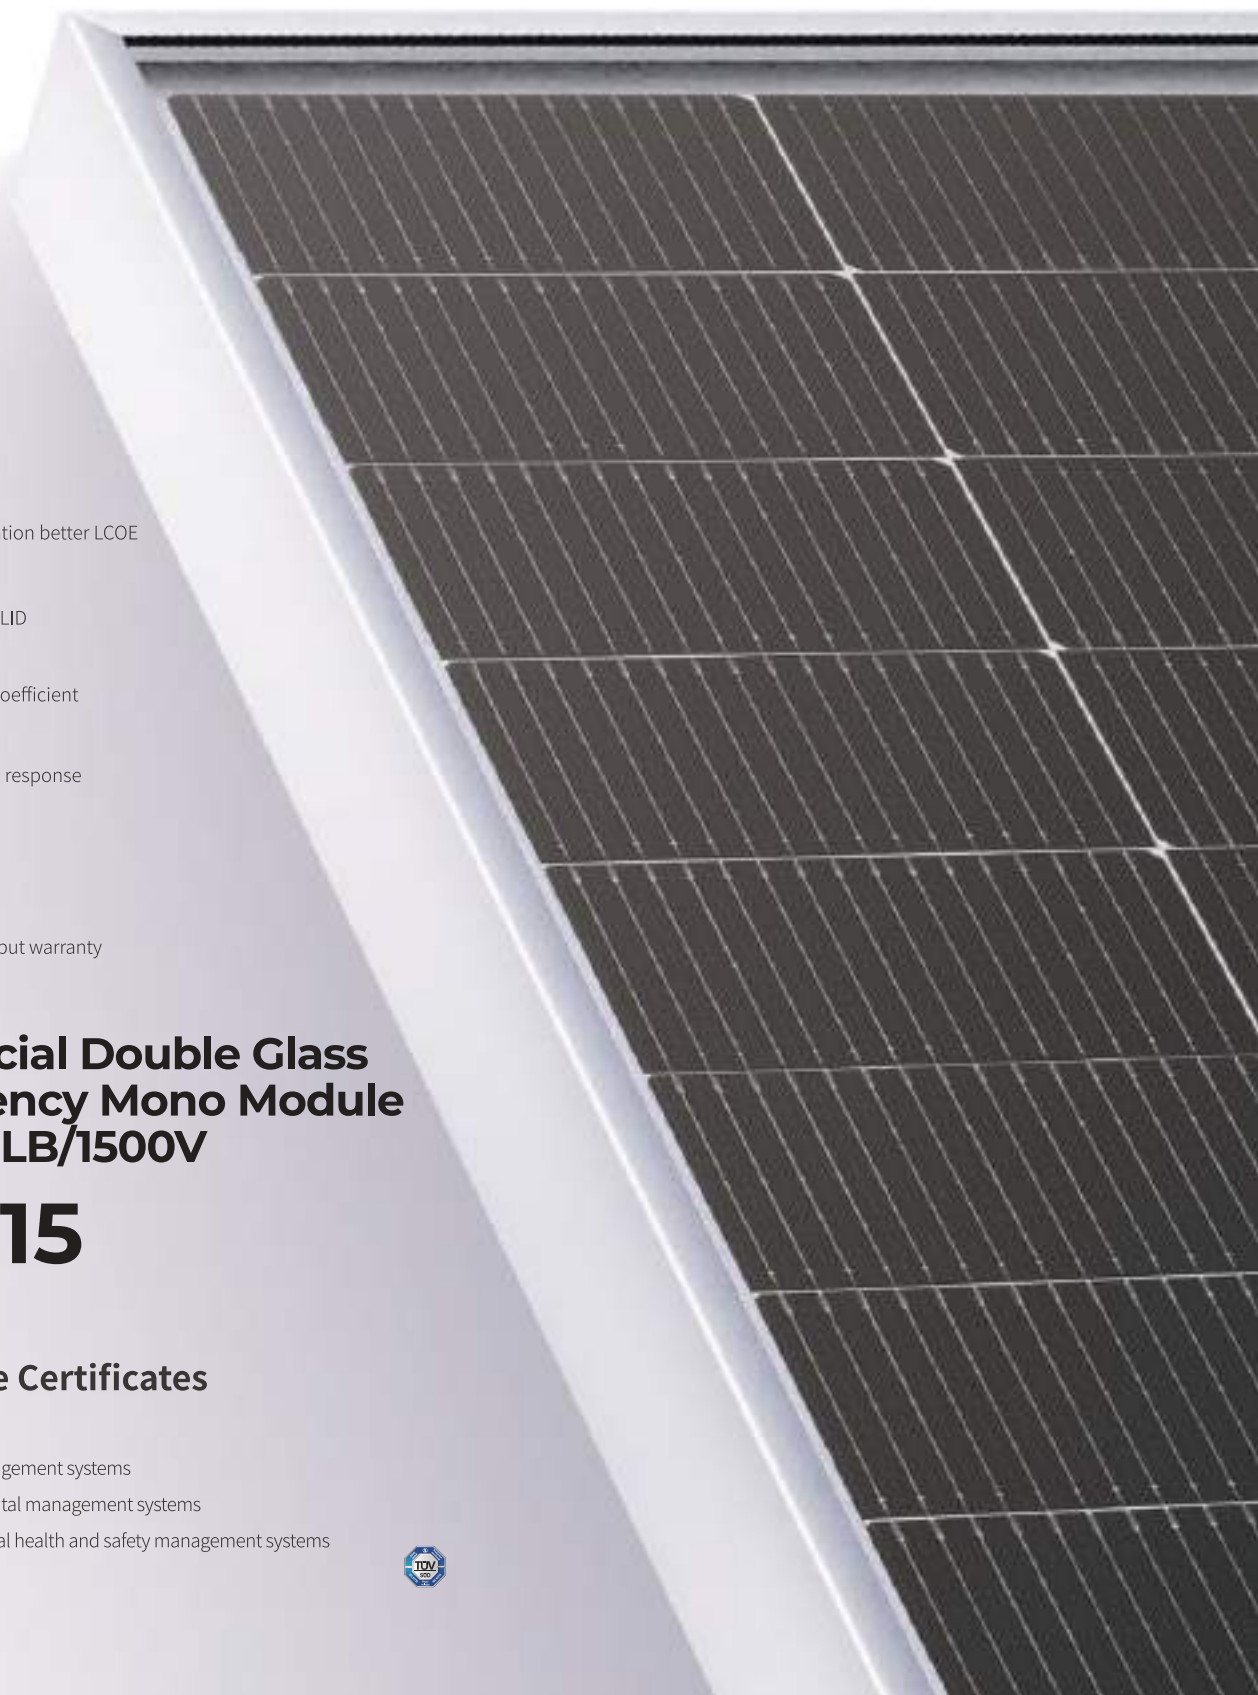 tion better LCOE
LID
oefficient
response
out warranty
cial Double Glass
ency Mono Module
LB/1500V
15
e Certificates
gement systems
tal management systems
al health and safety management systems
TÜV
SÜD